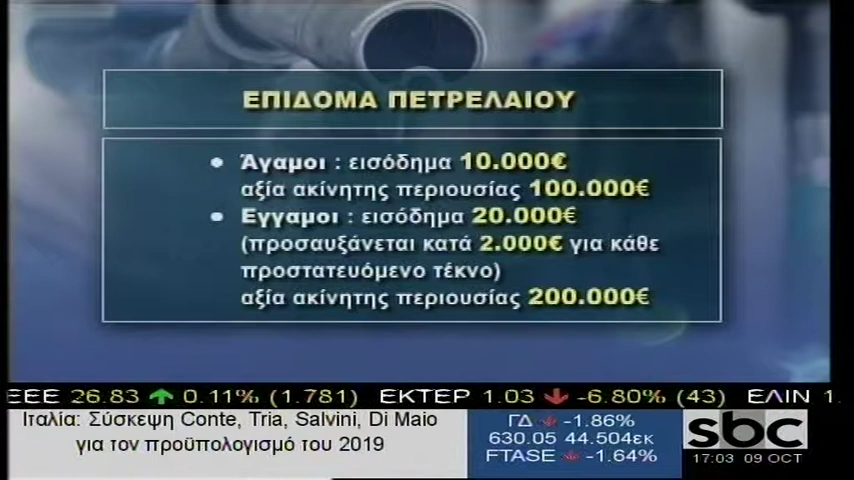 ΕΠΙΔΟΜΑ ΠΕΤΡΕΛΑΙΟΥ
• Άγαμοι : εισόδημα 10.000€
αξία ακίνητης περιουσίας 100.000€
• Εγγαμοι : εισόδημα 20.000€
(προσαυξάνεται κατά 2.000€ για κάθε
προστατευόμενο τέκνο)
αξία ακίνητης περιουσίας 200.000€
ΕΕΕ 26.83 0.11% (1.781) ΕΚΤΕΡ 1.03 -6.80% (43) ΕΛΙΝ 1.
Ιταλία: Σύσκεψη Conte, Tria, Salvini, Di Maio
για τον προϋπολογισμό του 2019
ΓΔ -1.86%
630.05 44.504εκ
FTASE -1.64%
sbc
17:03 09 OCT